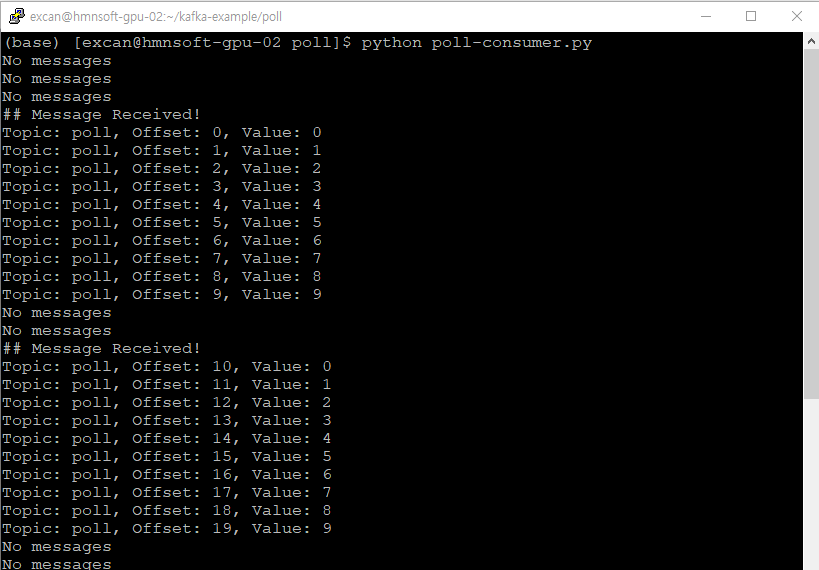 excan@hmnsoft-gpu-02:~/kafka-example/poll
(base) [excan@hmnsoft-gpu-02 poll]$ python poll-consumer.py
No messages
No messages
No messages
## Message Received!
Topic: poll, Offset: 0, Value: 0
Topic: poll, Offset: 1, Value: 1
Topic: poll, Offset: 2, Value: 2
Topic: poll, Offset: 3, Value: 3
Topic: poll, Offset: 4, Value: 4
Topic: poll, Offset: 5, Value: 5
Topic: poll, Offset: 6, Value: 6
Topic: poll, Offset: 7, Value: 7
Topic: poll, Offset: 8, Value: 8
Topic: poll, Offset: 9, Value: 9
No messages
No messages
## Message Received!
Topic: poll, Offset: 10, Value: 0
Topic: poll, Offset: 11, Value: 1
Topic: poll, Offset: 12, Value: 2
Topic: poll, Offset: 13, Value: 3
Topic: poll, Offset: 14, Value: 4
Topic: poll, Offset: 15, Value: 5
Topic: poll, Offset: 16, Value: 6
Topic: poll, Offset: 17, Value: 7
Topic: poll, Offset: 18, Value: 8
Topic: poll, Offset: 19, Value: 9
No messages
No messages